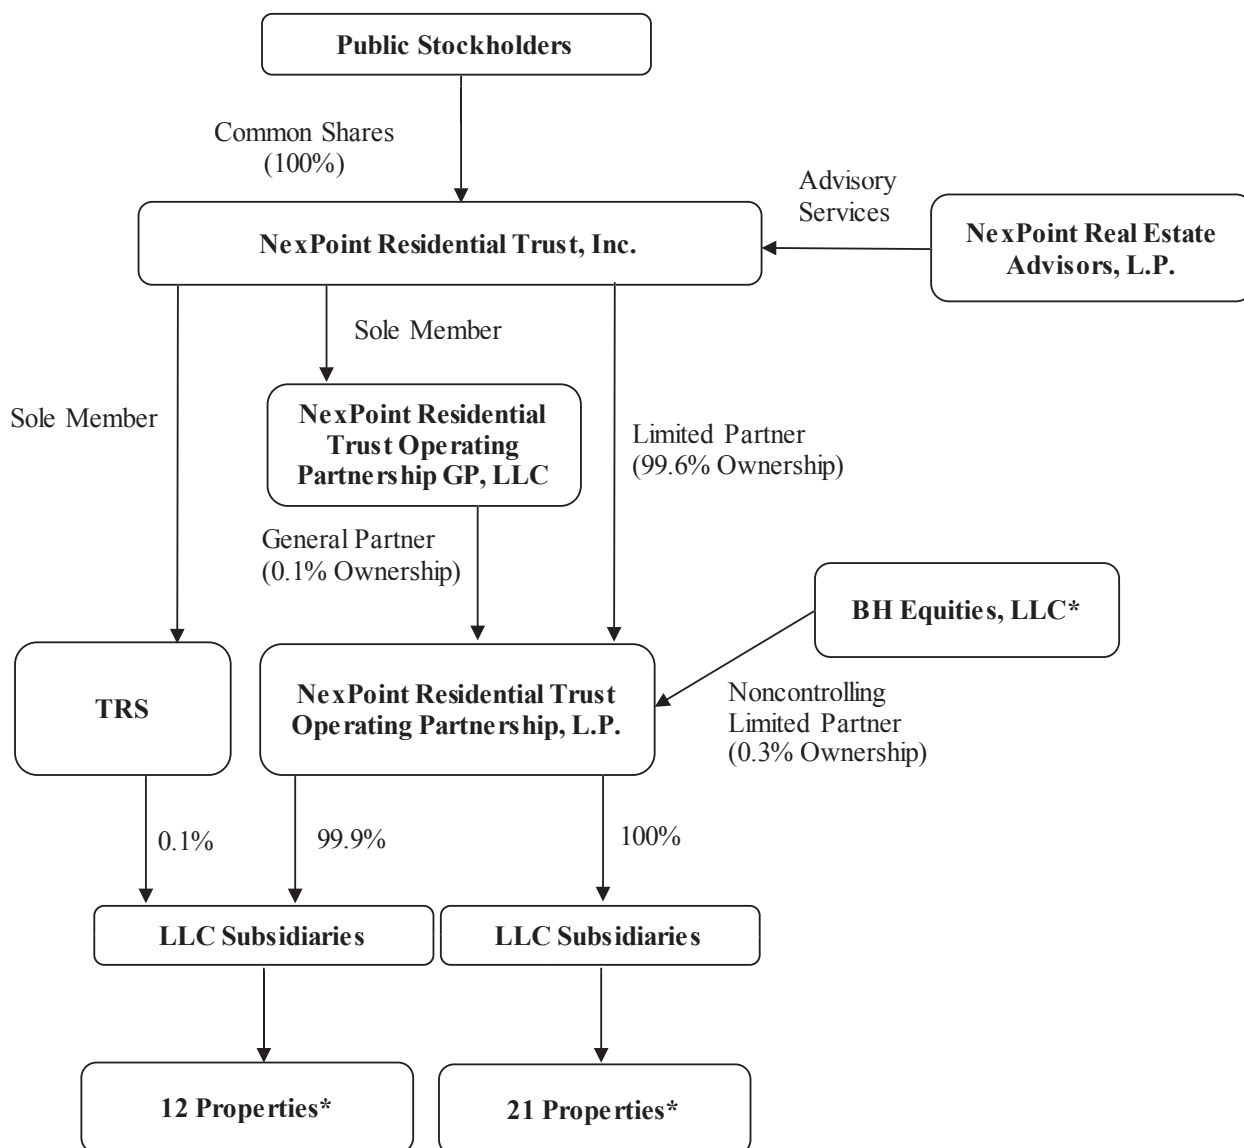 Public Stockholders
Common Shares
(100%)
Advisory
Services
NexPoint Residential Trust, Inc.
NexPoint Real Estate
Advisors, L.P.
Sole Member
Sole Member
NexPoint Residential
Trust Operating
Partnership GP, LLC
Limited Partner
(99.6% Ownership)
General Partner
(0.1% Ownership)
BH Equities, LLC*
TRS
NexPoint Residential Trust
Operating Partnership, L.P.
Noncontrolling
Limited Partner
(0.3% Ownership)
0.1%
99.9%
100%
LLC Subsidiaries
LLC Subsidiaries
12 Properties*
21 Properties*